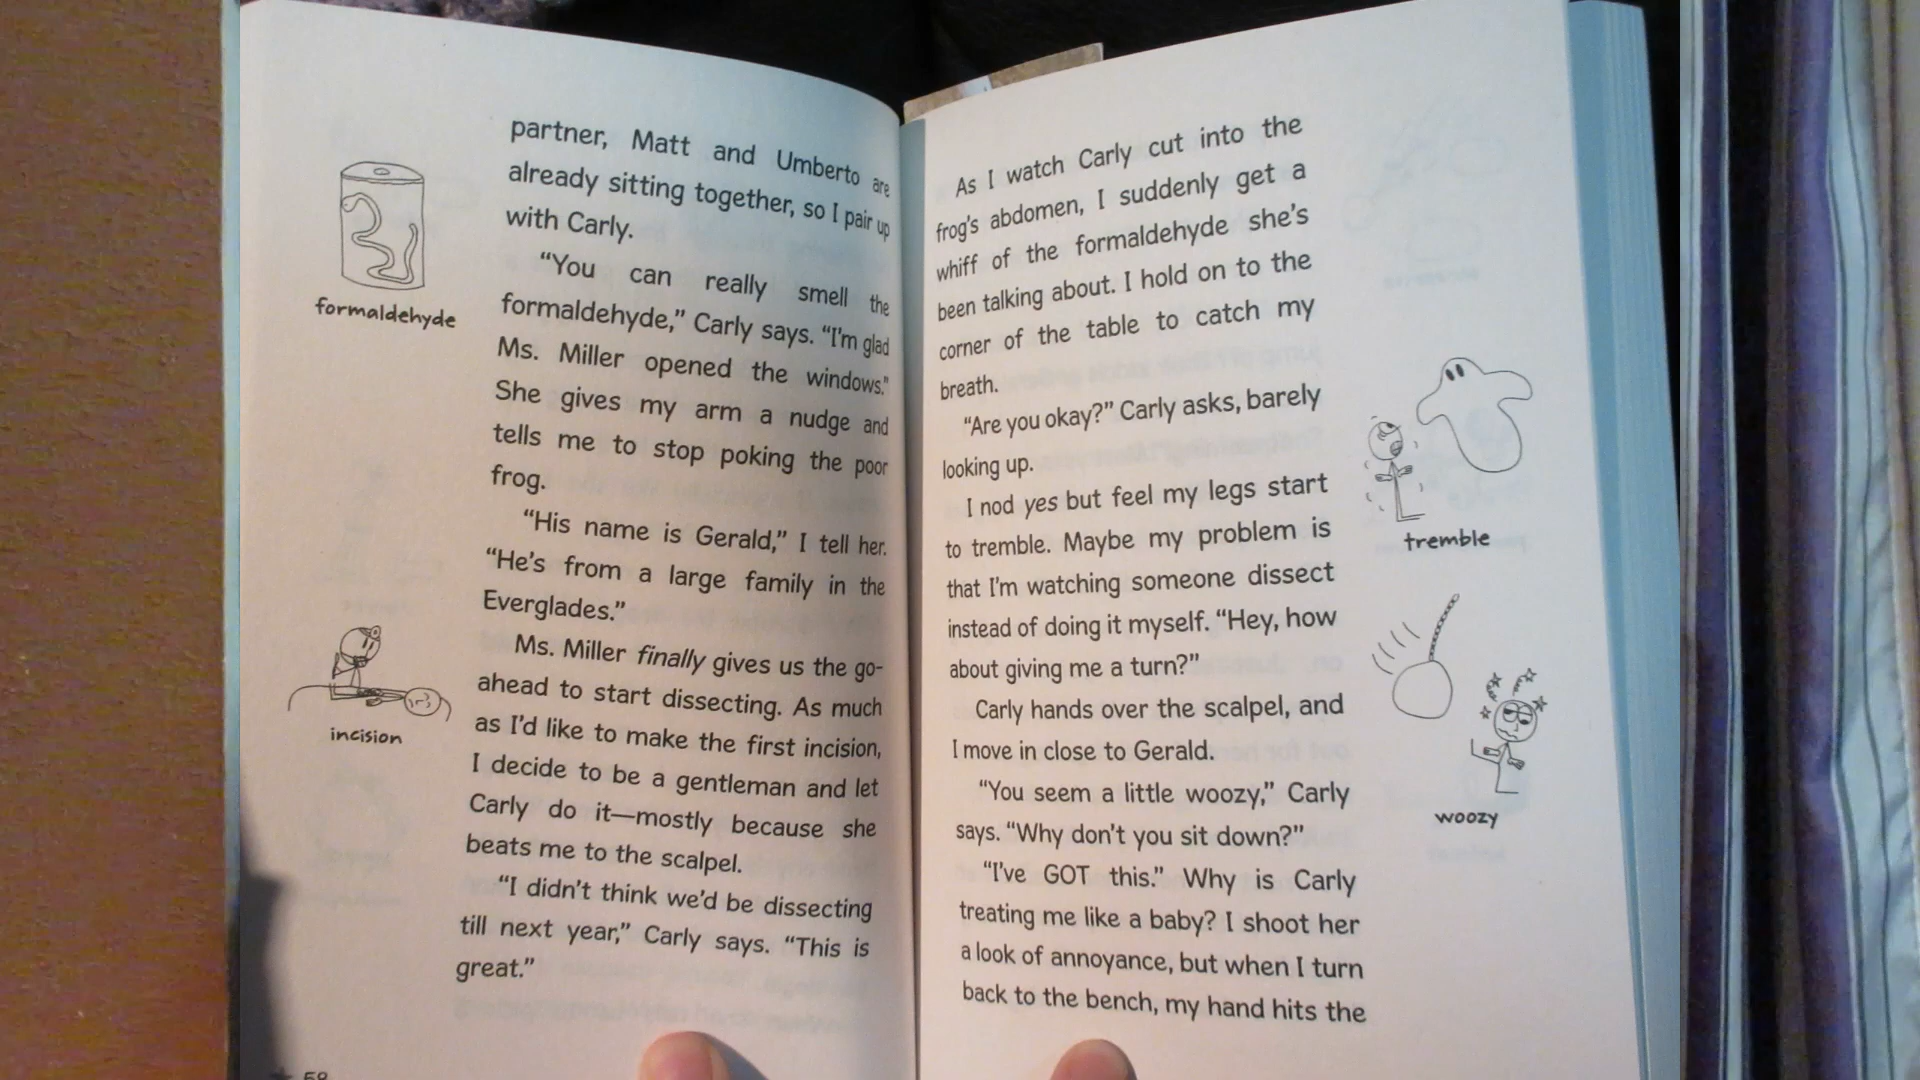 partner, Matt and Umberto are
already sitting together, so I pair up
with Carly.
“You can really smell the
formaldehyde,” Carly says. “I’m glad
Ms. Miller opened the windows.”
She gives my arm a nudge and
tells me to stop poking the poor
frog.
“His name is Gerald,” I tell her.
“He’s from a large family in the
Everglades.”
Ms. Miller finally gives us the go-
ahead to start dissecting. As much
as I’d like to make the first incision,
I decide to be a gentleman and let
Carly do it—mostly because she
beats me to the scalpel.
“I didn’t think we’d be dissecting
till next year,” Carly says. “This is
great.”
formaldehyde
incision
58
As I watch Carly cut into the
frog’s abdomen, I suddenly get a
whiff of the formaldehyde she’s
been talking about. I hold on to the
corner of the table to catch my
breath.
“Are you okay?” Carly asks, barely
looking up.
I nod yes but feel my legs start
to tremble. Maybe my problem is
that I’m watching someone dissect
instead of doing it myself. “Hey, how
about giving me a turn?”
Carly hands over the scalpel, and
I move in close to Gerald.
“You seem a little woozy,” Carly
says. “Why don’t you sit down?”
“I’ve GOT this.” Why is Carly
treating me like a baby? I shoot her
a look of annoyance, but when I turn
back to the bench, my hand hits the
tremble
woozy